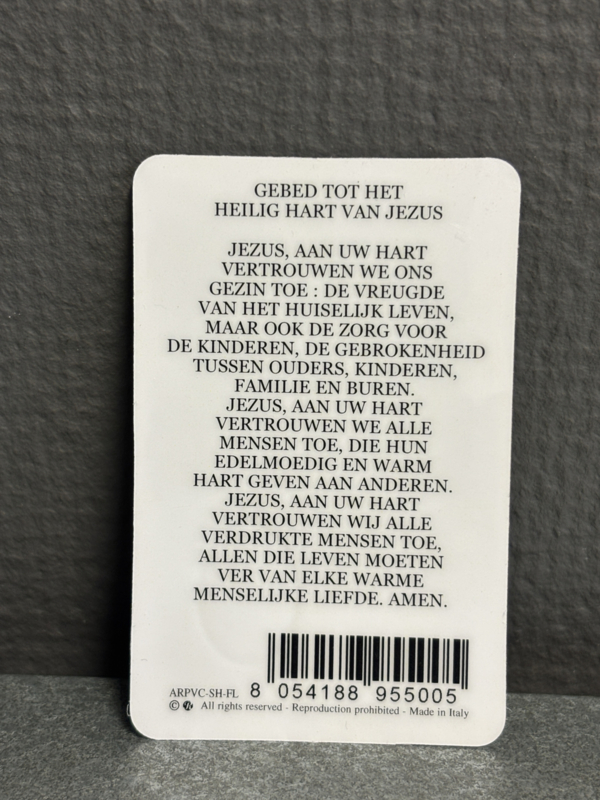 GEBED TOT HET
HEILIG HART VAN JEZUS
JEZUS, AAN UW HART
VERTROUWEN WE ONS
GEZIN TOE : DE VREUGDE
VAN HET HUISELIJK LEVEN,
MAAR OOK DE ZORG VOOR
DE KINDEREN, DE GEBROKENHEID
TUSSEN OUDERS, KINDEREN,
FAMILIE EN BUREN.
JEZUS, AAN UW HART
VERTROUWEN WE ALLE
MENSEN TOE, DIE HUN
EDELMOEDIG EN WARM
HART GEVEN AAN ANDEREN.
JEZUS, AAN UW HART
VERTROUWEN WIJ ALLE
VERDRUKTE MENSEN TOE,
ALLEN DIE LEVEN MOETEN
VER VAN ELKE WARME
MENSELIJKE LIEFDE. AMEN.
ARPVC-SH-FL 8 054188 955005
© All rights reserved - Reproduction prohibited - Made in Italy